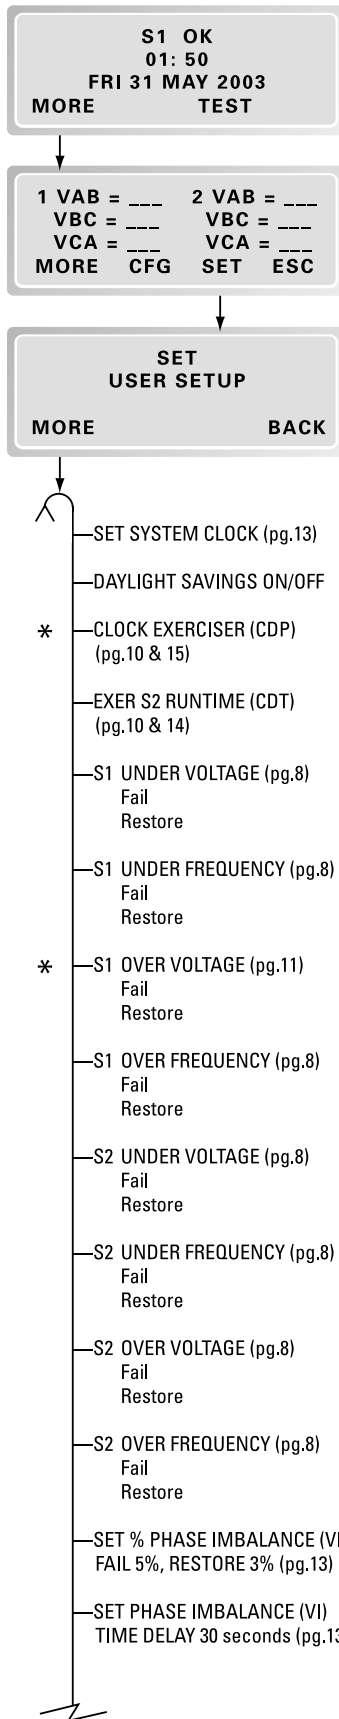 S1 OK
01: 50
FRI 31 MAY 2003
MORE TEST
1 VAB = ___ 2 VAB = ___
VBC = ___ VBC = ___
VCA = ___ VCA = ___
MORE CFG SET ESC
SET
USER SETUP
MORE BACK
SET SYSTEM CLOCK (pg.13)
DAYLIGHT SAVINGS ON/OFF
* CLOCK EXERCISER (CDP)
(pg.10 & 15)
EXER S2 RUNTIME (CDT)
(pg.10 & 14)
S1 UNDER VOLTAGE (pg.8)
Fail
Restore
S1 UNDER FREQUENCY (pg.8)
Fail
Restore
* S1 OVER VOLTAGE (pg.11)
Fail
Restore
S1 OVER FREQUENCY (pg.8)
Fail
Restore
S2 UNDER VOLTAGE (pg.8)
Fail
Restore
S2 UNDER FREQUENCY (pg.8)
Fail
Restore
S2 OVER VOLTAGE (pg.8)
Fail
Restore
S2 OVER FREQUENCY (pg.8)
Fail
Restore
SET % PHASE IMBALANCE (VI
FAIL 5%, RESTORE 3% (pg.13)
SET PHASE IMBALANCE (VI)
TIME DELAY 30 seconds (pg.13